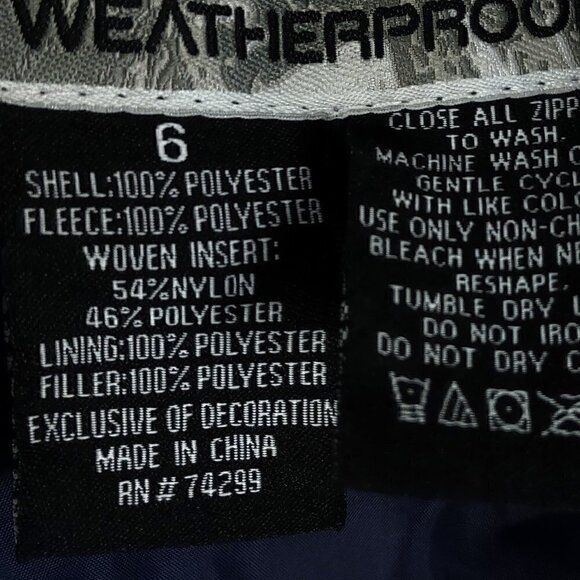 WEATHERPROO
6
SHELL:100% POLYESTER
FLEECE:100% POLYESTER
WOVEN INSERT:
54%NYLON
46% POLYESTER
LINING:100% POLYESTER
FILLER:100% POLYESTER
EXCLUSIVE OF DECORATION
MADE IN CHINA
RN # 74299
CLOSE ALL ZIPP
TO WASH.
MACHINE WASH C
GENTLE CYCL
WITH LIKE COLO
USE ONLY NON-CH
BLEACH WHEN NE
RESHAPE.
TUMBLE DRY L
DO NOT IRO
DO NOT DRY C